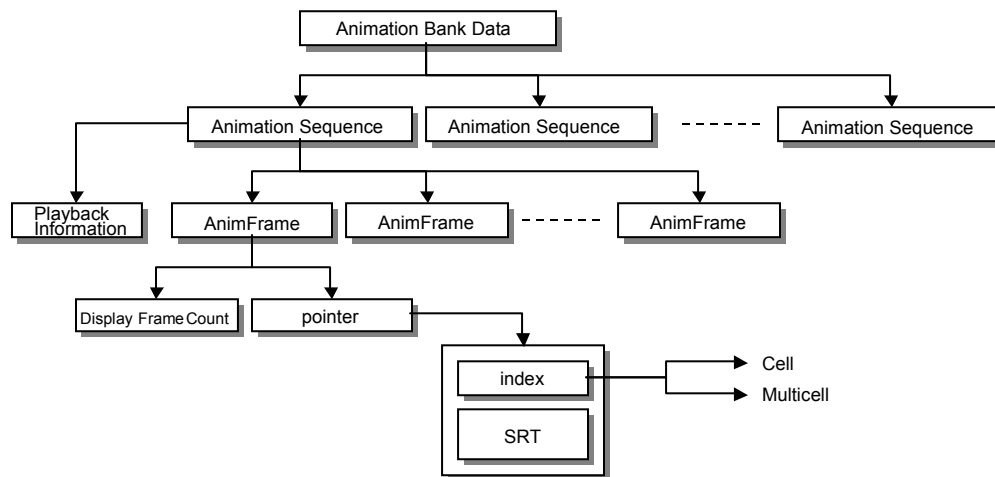 Animation Bank Data
Animation Sequence
Animation Sequence
Animation Sequence
Playback
Information
AnimFrame
AnimFrame
AnimFrame
Display Frame Count
pointer
index
Cell
Multicell
SRT